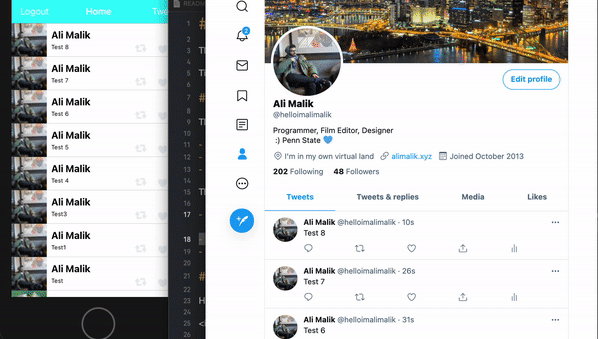 Logout Home Twe
Ali Malik
Test 8
Ali Malik
Test 7
Ali Malik
Test 6
Ali Malik
Test 5
Ali Malik
Test 4
Ali Malik
Test3
Ali Malik
Test1
Ali Malik
Test
1
2
3
4
5
6
7
8
9
10
11
12
13
14
15
16
17
18
19
20
21
22
23
24
25
2
Edit profile
Ali Malik
@helloimalimalik
Programmer, Film Editor, Designer
:) Penn State 💙
I'm in my own virtual land alimalik.xyz Joined October 2013
202 Following 48 Followers
Tweets Tweets & replies Media Likes
Ali Malik @helloimalimalik · 10s
Test 8
Ali Malik @helloimalimalik · 26s
Test 7
Ali Malik @helloimalimalik · 31s
Test 6